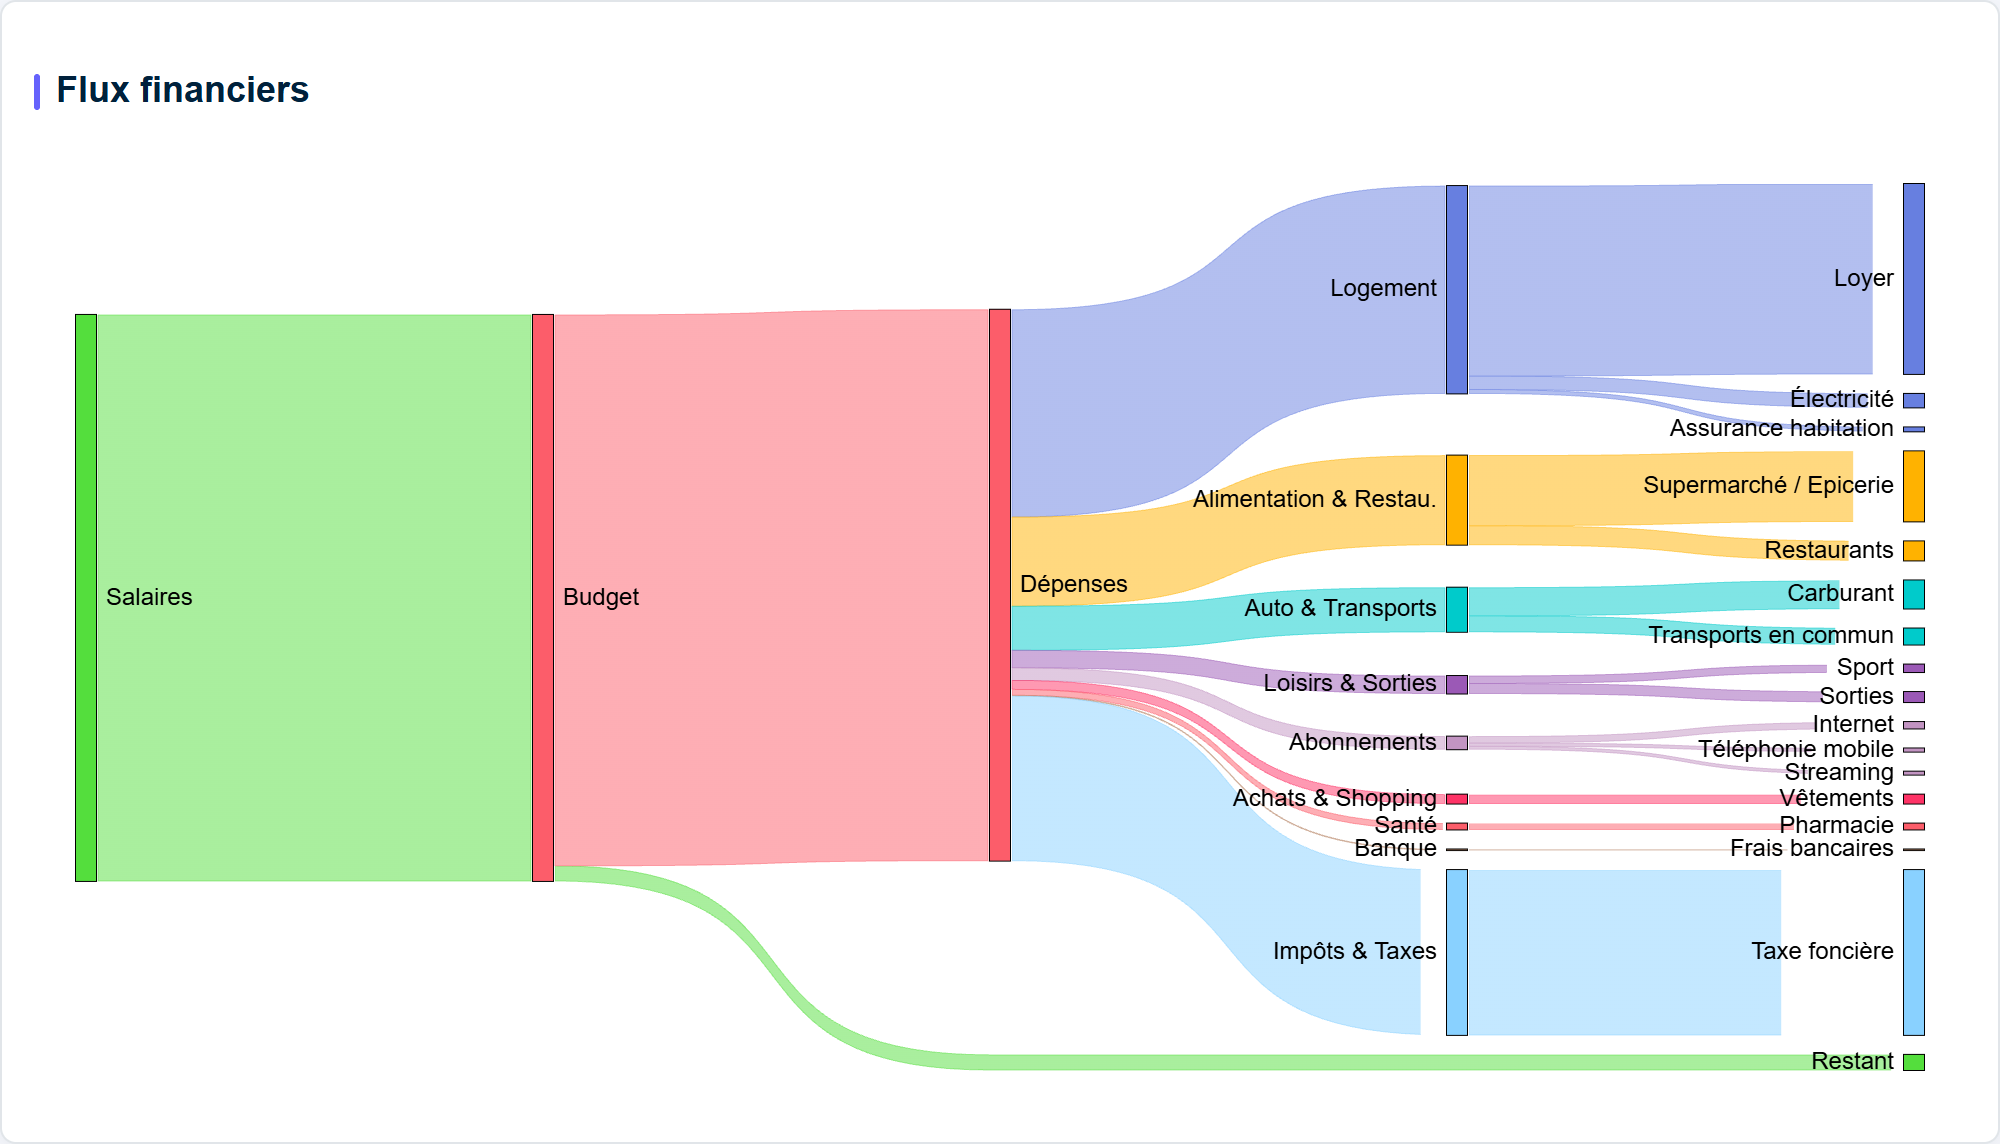 Flux financiers
Salaires
Budget
Dépenses
Logement
Alimentation & Restau.
Auto & Transports
Loisirs & Sorties
Abonnements
Achats & Shopping
Santé
Banque
Impôts & Taxes
Loyer
Électricité
Assurance habitation
Supermarché / Epicerie
Restaurants
Carburant
Transports en commun
Sport
Sorties
Internet
Téléphonie mobile
Streaming
Vêtements
Pharmacie
Frais bancaires
Taxe foncière
Restant